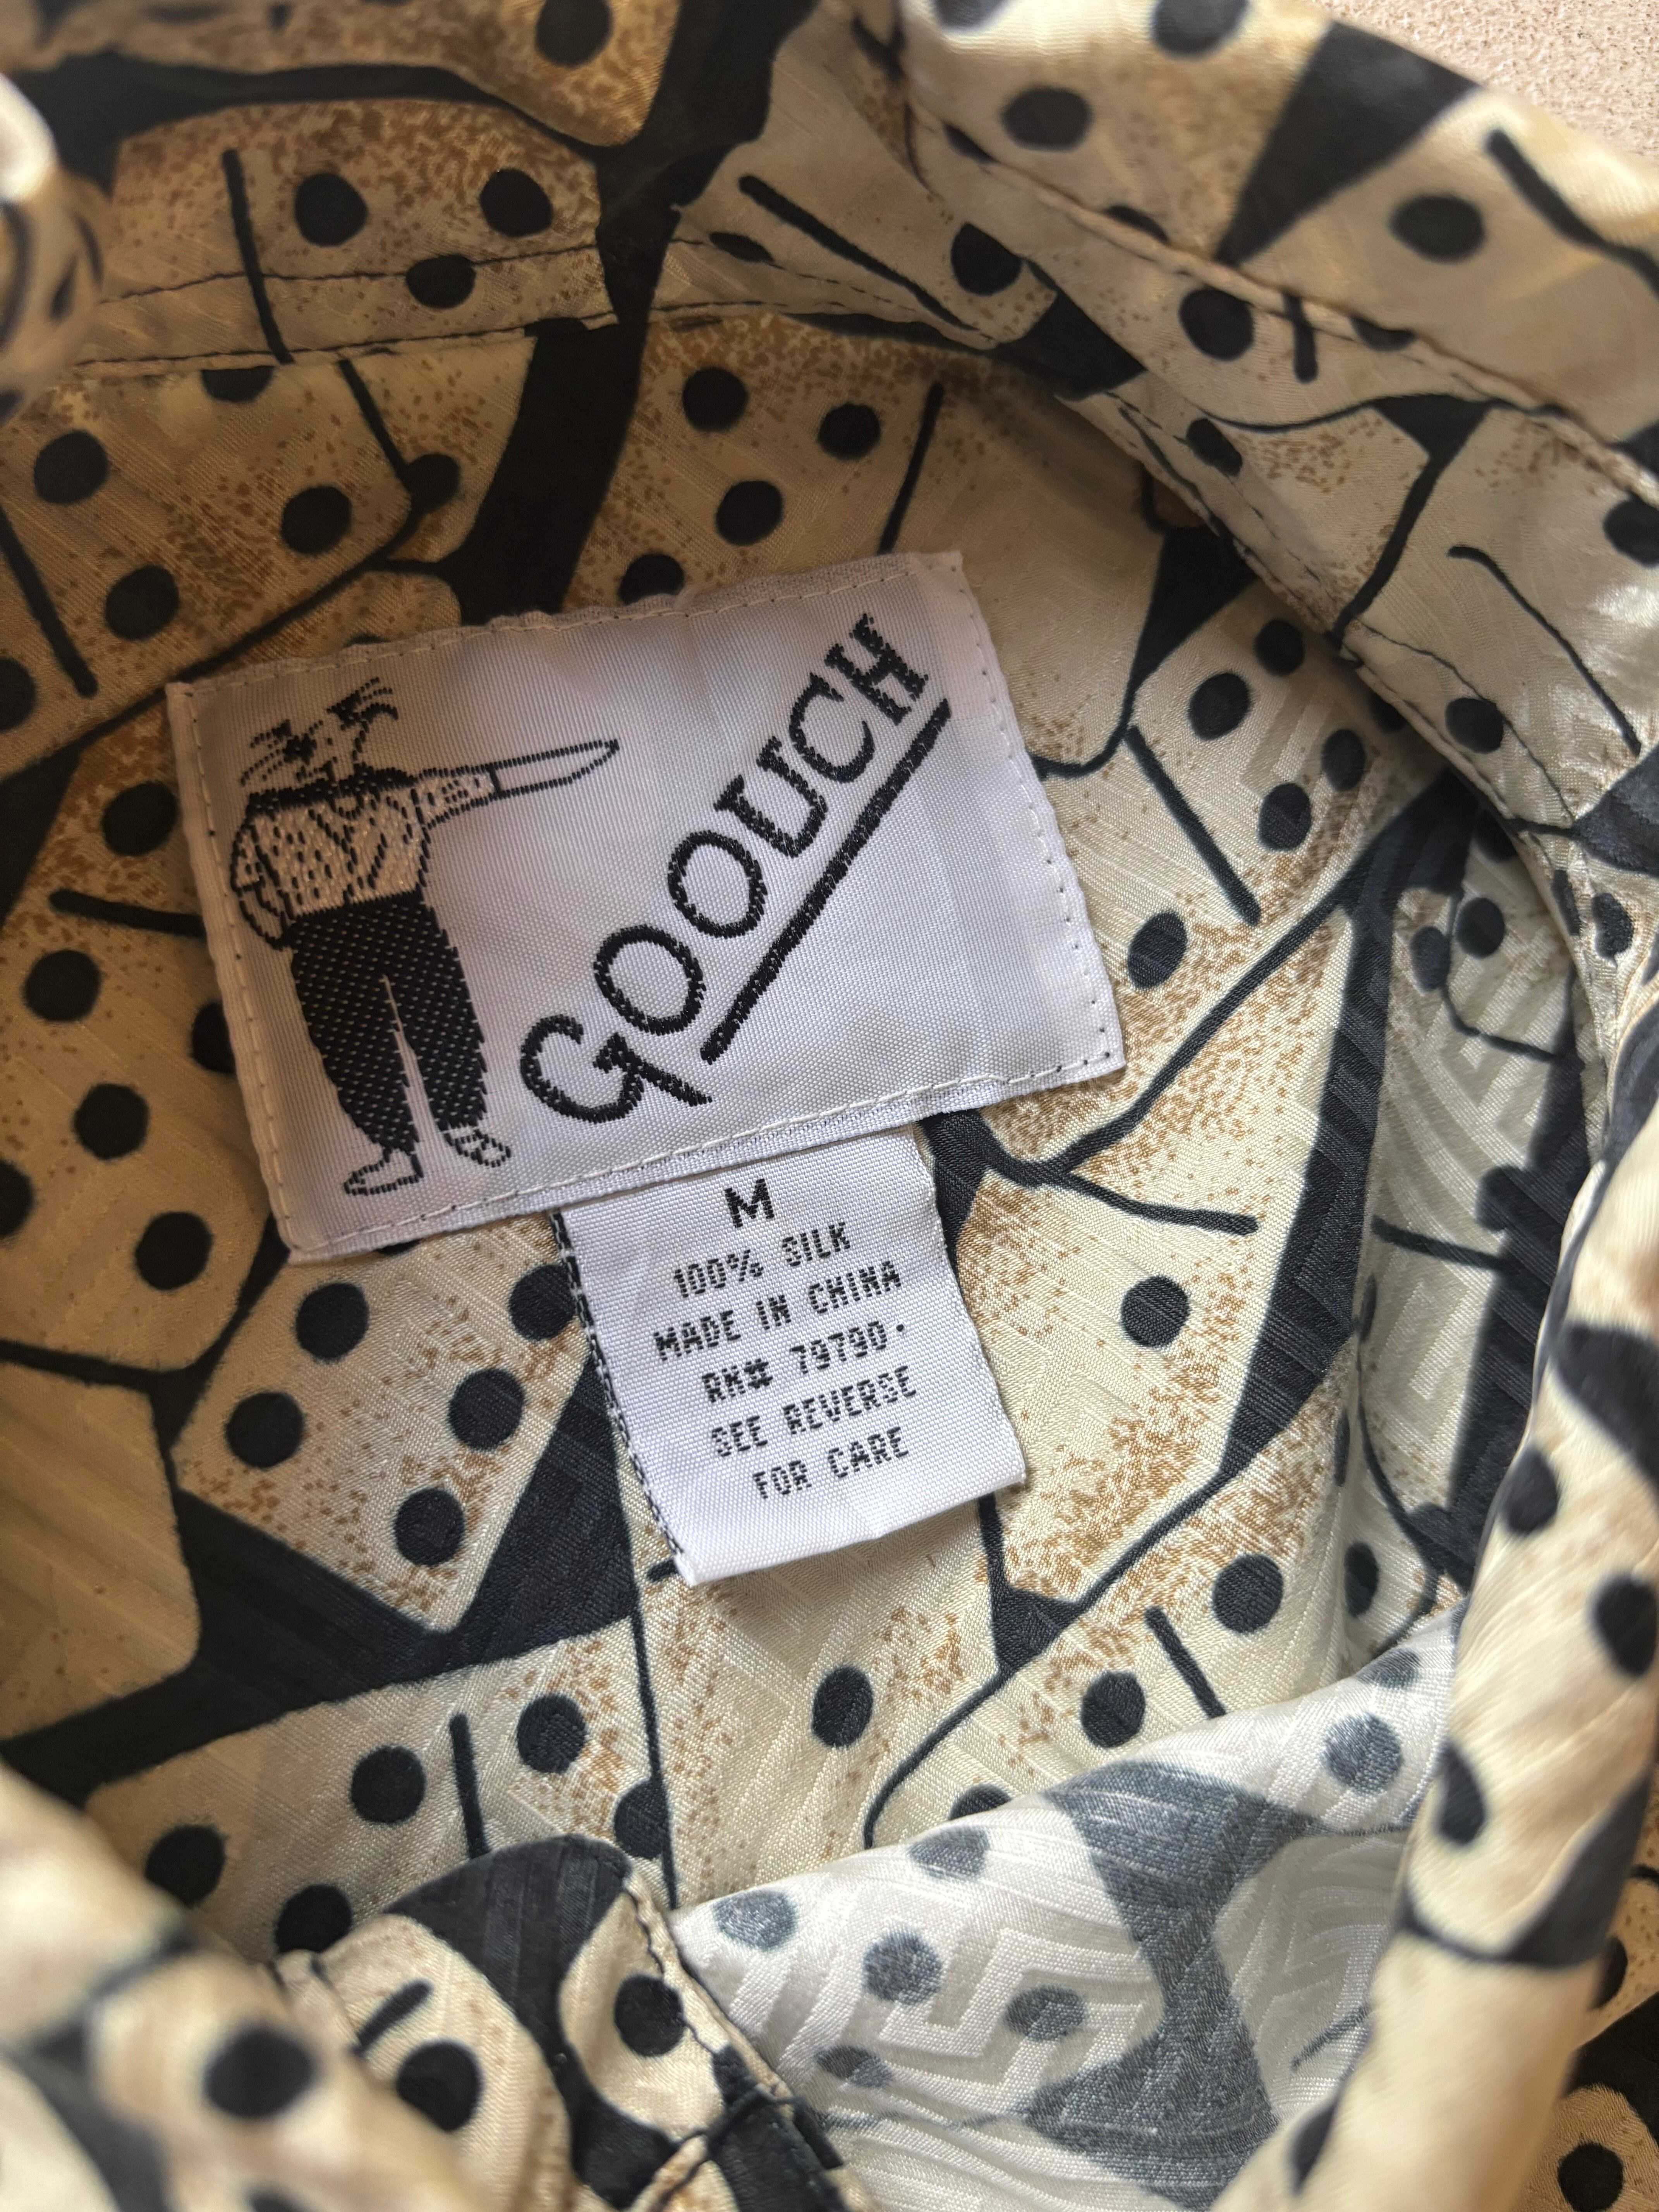 GOOUCH
M
100% SILK
MADE IN CHINA
RN# 79790
SEE REVERSE
FOR CARE